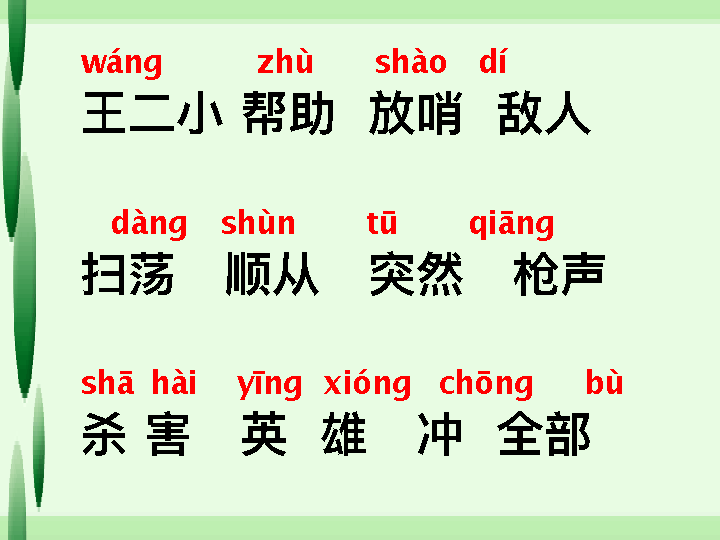 wáng zhù shào dí
王二小 帮助 放哨 敌人
dàng shùn tū qiāng
扫荡 顺从 突然 枪声
shā hài yīng xióng chōng bù
杀 害 英 雄 冲 全部